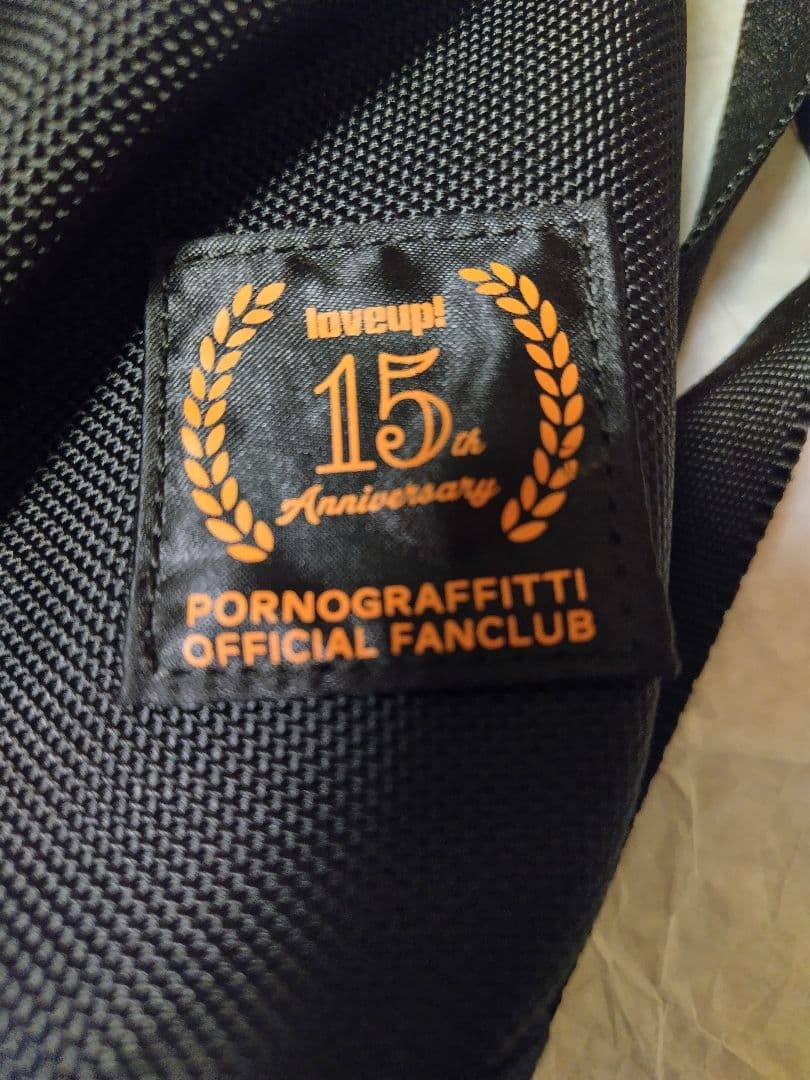 loveup!
15th
Anniversary
PORNOGRAFFITTI
OFFICIAL FANCLUB